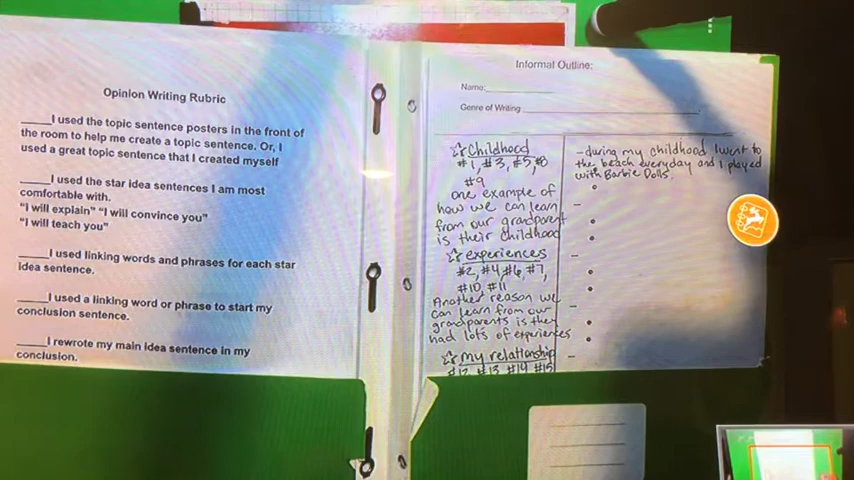 Opinion Writing Rubric
_____I used the topic sentence posters in the front of
the room to help me create a topic sentence. Or, I
used a great topic sentence that I created myself
_____I used the star idea sentences I am most
comfortable with.
"I will explain" "I will convince you"
"I will teach you"
_____I used linking words and phrases for each star
idea sentence.
_____I used a linking word or phrase to start my
conclusion sentence.
_____I rewrote my main idea sentence in my
conclusion.
Informal Outline:
Name:
Genre of Writing
Childhood
#1, #3, #5, #8
#9
one example of
how we can learn
from our grandparent
is their childhood
experiences
#2, #4, #6, #7,
#10, #11
Another reason we
can learn from our
grandparents is they
had lots of experiences
my relationship
#12 #13 #14 #15
- during my childhood I went to
the beach everyday and I played
with Barbie Dolls.